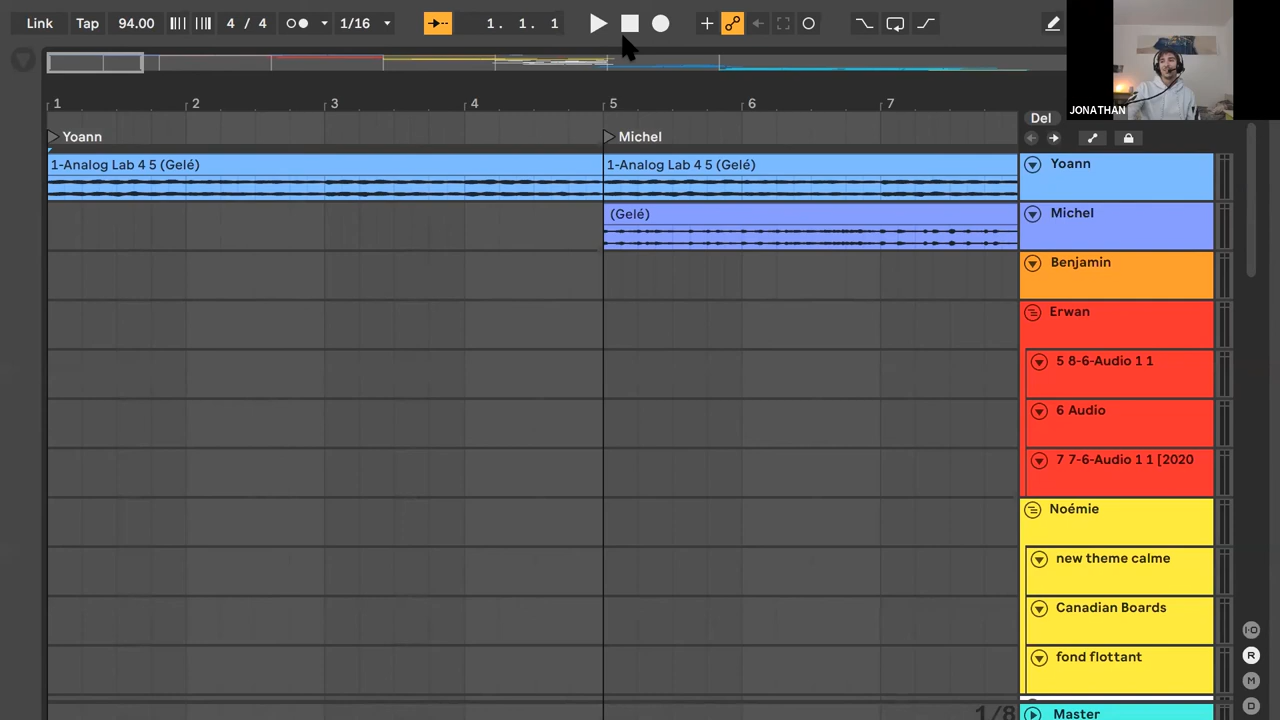 Link Tap 94.00 4 / 4 1/16 1. 1. 1
JONATHAN
1 2 3 4 5 6 7
Del
Yoann Michel
1-Analog Lab 4 5 (Gelé) 1-Analog Lab 4 5 (Gelé) Yoann
(Gelé) Michel
Benjamin
Erwan
5 8-6-Audio 1 1
6 Audio
7 7-6-Audio 1 1 [2020
Noémie
new theme calme
Canadian Boards
fond flottant
I·O
R
M
D
1/8 Master